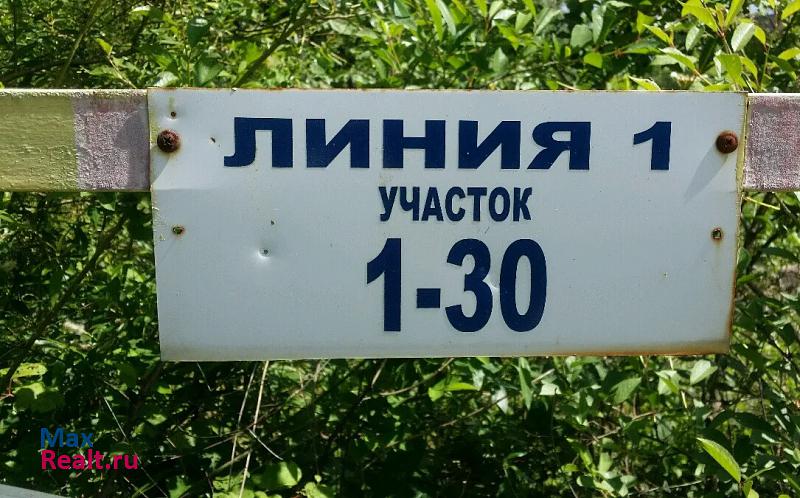 ЛИНИЯ 1
УЧАСТОК
1-30
Max
Realt.ru